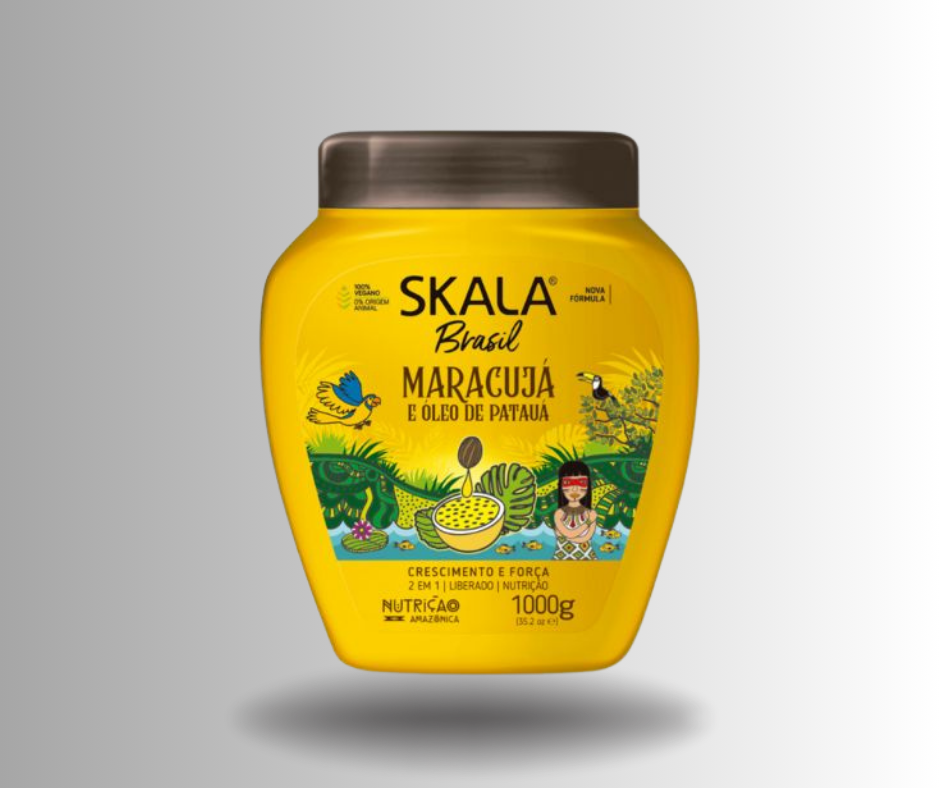 SKALA®
Brasil
100%
VEGANO
0% ORIGEM
ANIMAL
NOVA
FÓRMULA
MARACUJÁ
E ÓLEO DE PATAUÁ
CRESCIMENTO E FORÇA
2 EM 1 | LIBERADO | NUTRIÇÃO
NUTRIÇÃO
AMAZÔNICA
1000g
(35.2 oz ℮)